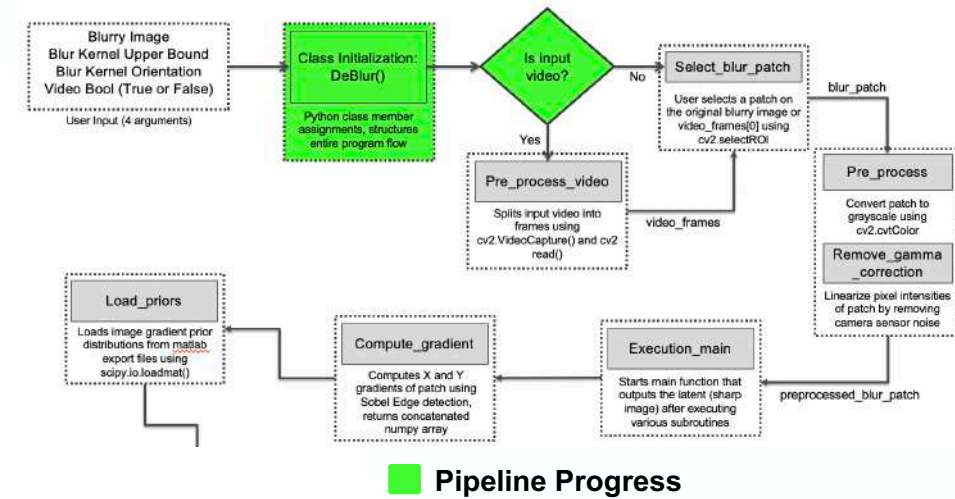 Blurry Image
Blur Kernel Upper Bound
Blur Kernel Orientation
Video Bool (True or False)
User Input (4 arguments)
Class Initialization:
DeBlur()
Python class member
assignments, structures
entire program flow
Is input
video?
No
Yes
Select_blur_patch
User selects a patch on
the original blurry image or
video_frames[0] using
cv2.selectROI
blur_patch
Pre_process_video
Splits input video into
frames using
cv2.VideoCapture() and cv2
read()
video_frames
Pre_process
Convert patch to
grayscale using
cv2.cvtColor
Remove_gamma
_correction
Linearize pixel intensities
of patch by removing
camera sensor noise
preprocessed_blur_patch
Execution_main
Starts main function that
outputs the latent (sharp
image) after executing
various subroutines
Compute_gradient
Computes X and Y
gradients of patch using
Sobel Edge detection,
returns concatenated
numpy array
Load_priors
Loads image gradient prior
distributions from matlab
export files using
scipy.io.loadmat()
Pipeline Progress